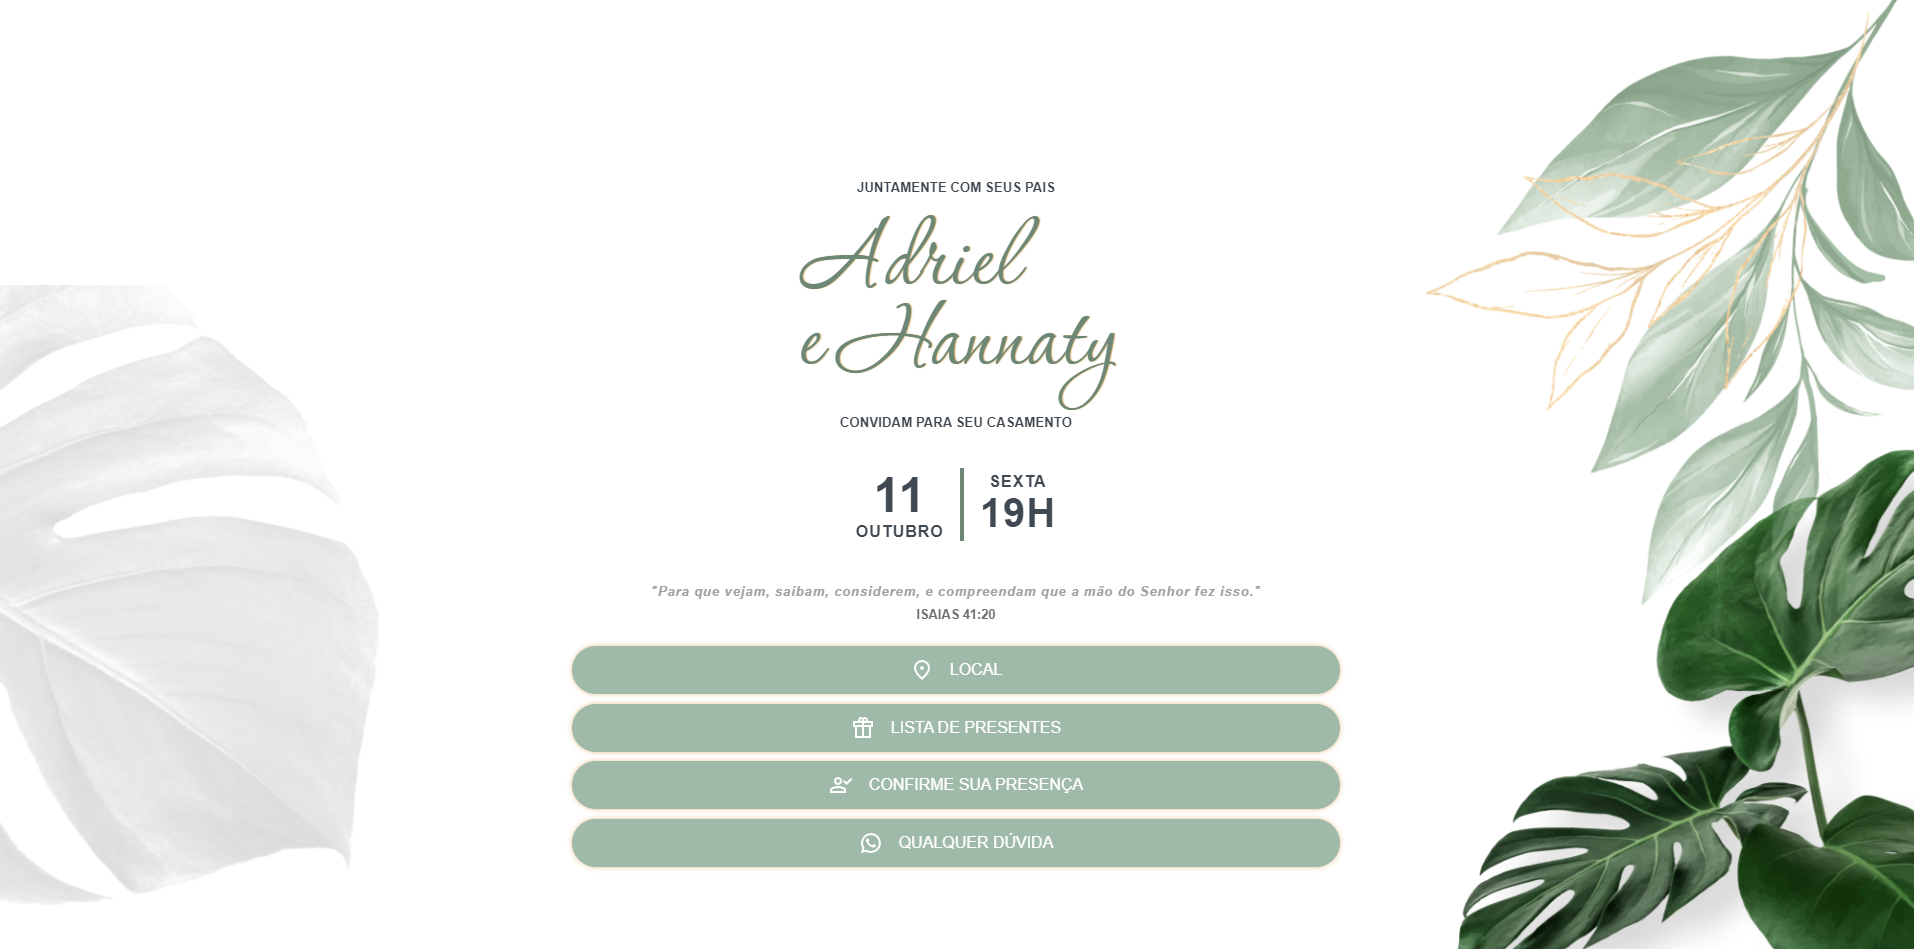 JUNTAMENTE COM SEUS PAIS
Adriel
e Hannaty
CONVIDAM PARA SEU CASAMENTO
11
OUTUBRO
SEXTA
19H
"Para que vejam, saibam, considerem, e compreendam que a mão do Senhor fez isso."
ISAIAS 41:20
LOCAL
LISTA DE PRESENTES
CONFIRME SUA PRESENÇA
QUALQUER DÚVIDA